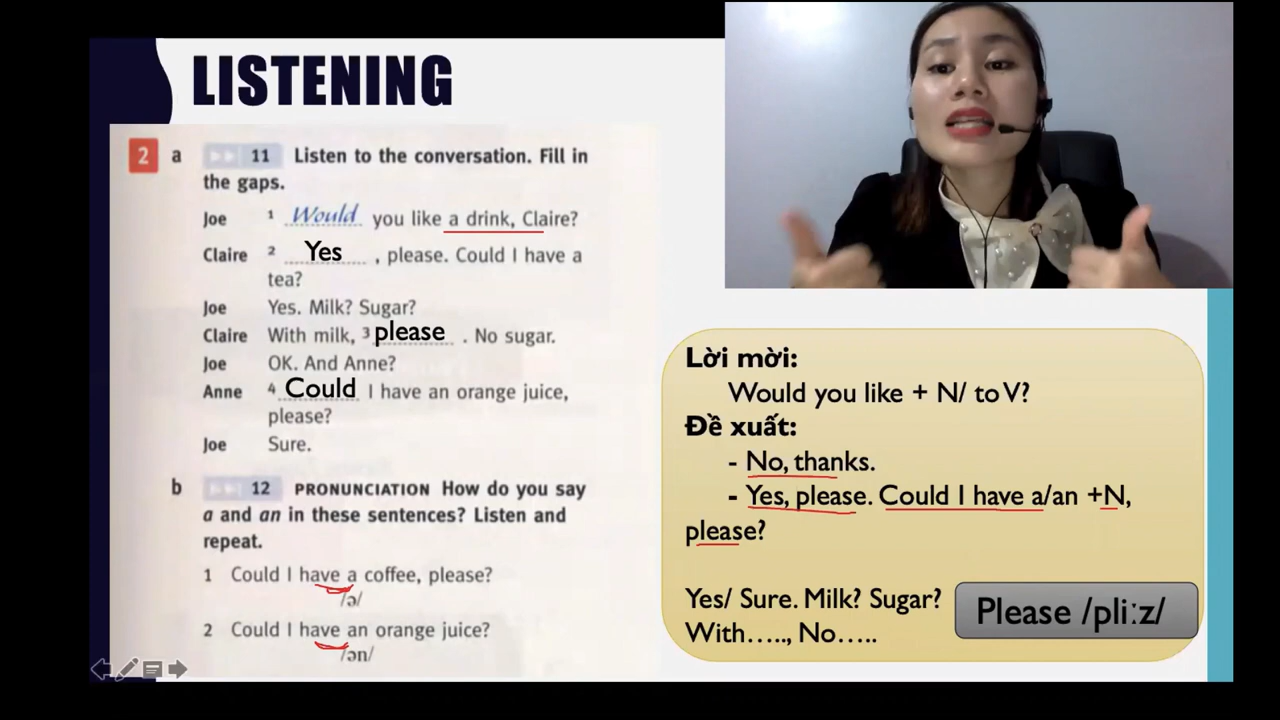 LISTENING
2 a 11 Listen to the conversation. Fill in
the gaps.
Joe 1 Would you like a drink, Claire?
Claire 2 Yes, please. Could I have a
tea?
Joe Yes. Milk? Sugar?
Claire With milk, 3 please. No sugar.
Joe OK. And Anne?
Anne 4 Could I have an orange juice,
please?
Joe Sure.
b 12 PRONUNCIATION How do you say
a and an in these sentences? Listen and
repeat.
1 Could I have a coffee, please?
/ə/
2 Could I have an orange juice?
/ən/
Lời mời:
Would you like + N/ to V?
Đề xuất:
- No, thanks.
- Yes, please. Could I have a/an +N,
please?
Yes/ Sure. Milk? Sugar?
With….., No…..
Please /pliːz/